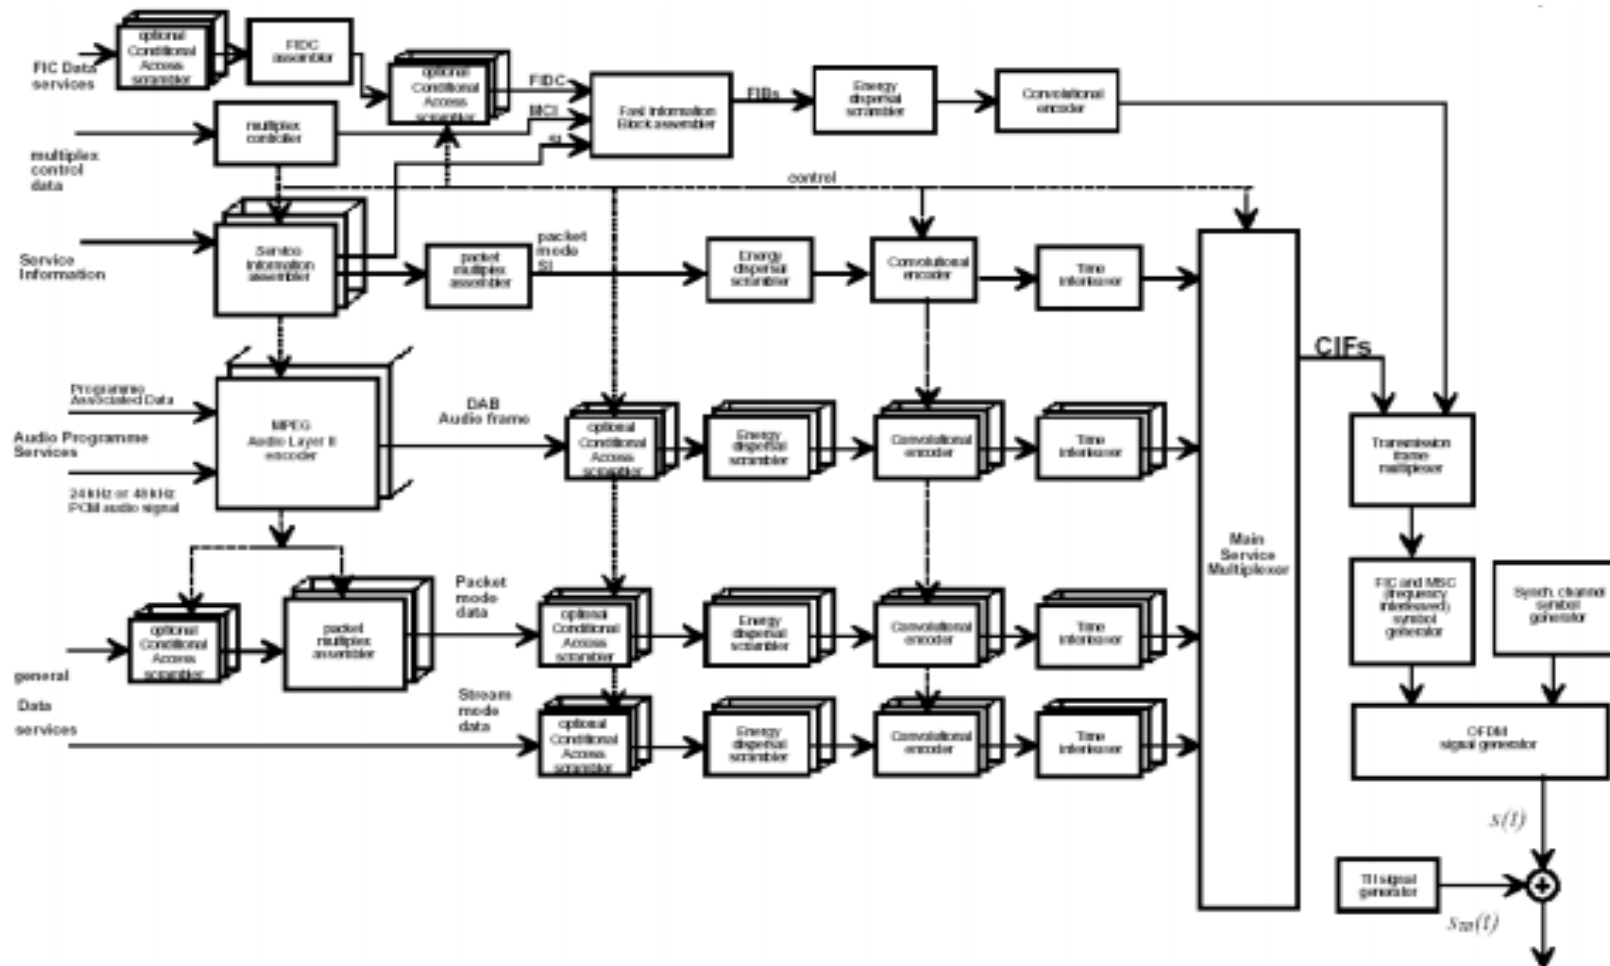 optional
Conditional
Access
scrambler
FIDC
assembler
FIC Data
services
optional
Conditional
Access
scrambler
FIDC
MCI
SI
Fast Information
Block assembler
FIBs
Energy
dispersal
scrambler
Convolutional
encoder
multiplex
controller
multiplex
control
data
control
Service
Information
Service
Information
assembler
packet
multiplex
assembler
packet
mode
SI
Energy
dispersal
scrambler
Convolutional
encoder
Time
interleaver
CIFs
Programme
Associated Data
Audio Programme
Services
24 kHz or 48 kHz
PCM audio signal
MPEG
Audio Layer II
encoder
DAB
Audio frame
optional
Conditional
Access
scrambler
Energy
dispersal
scrambler
Convolutional
encoder
Time
interleaver
Main
Service
Multiplexer
Transmission
frame
multiplexer
general
Data
services
optional
Conditional
Access
scrambler
packet
multiplex
assembler
Packet
mode
data
optional
Conditional
Access
scrambler
Energy
dispersal
scrambler
Convolutional
encoder
Time
interleaver
FIC and MSC
(frequency
interleaved)
symbol
generator
Synch. channel
symbol
generator
Stream
mode
data
optional
Conditional
Access
scrambler
Energy
dispersal
scrambler
Convolutional
encoder
Time
interleaver
OFDM
signal generator
s(t)
TII signal
generator
+